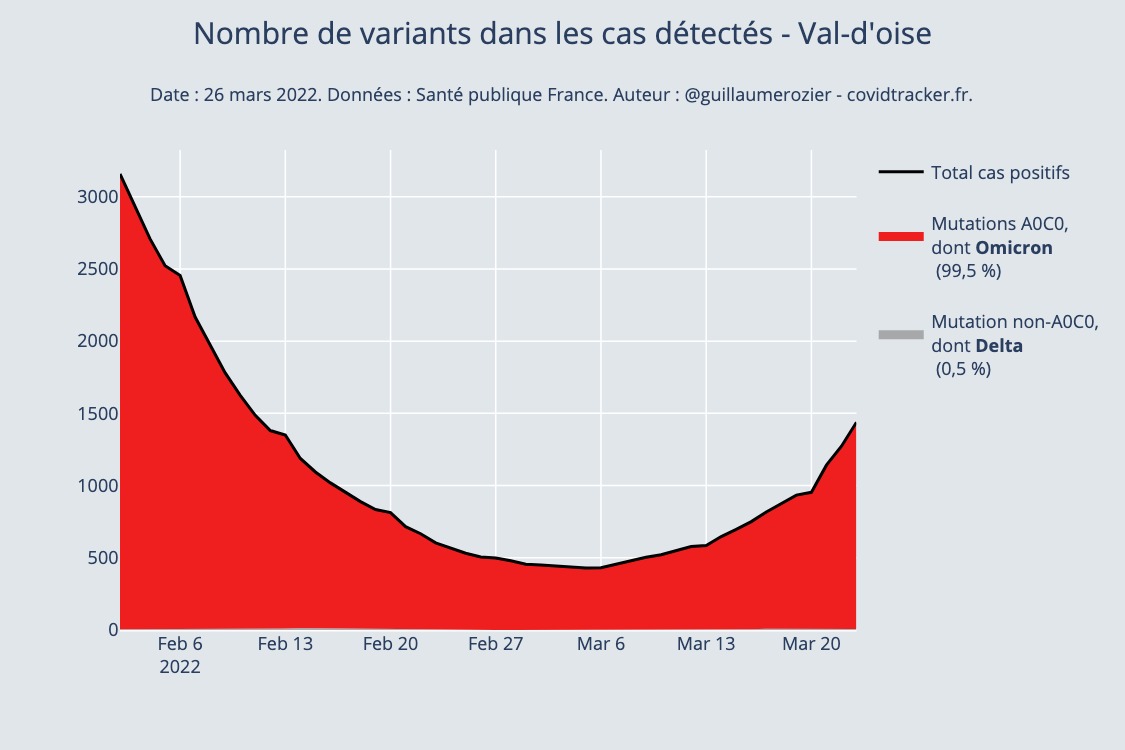 Nombre de variants dans les cas détectés - Val-d'oise
Date : 26 mars 2022. Données : Santé publique France. Auteur : @guillaumerozier - covidtracker.fr.
3000
2500
2000
1500
1000
500
0
Feb 6
2022
Feb 13
Feb 20
Feb 27
Mar 6
Mar 13
Mar 20
Total cas positifs
Mutations A0C0,
dont Omicron
(99,5 %)
Mutation non-A0C0,
dont Delta
(0,5 %)